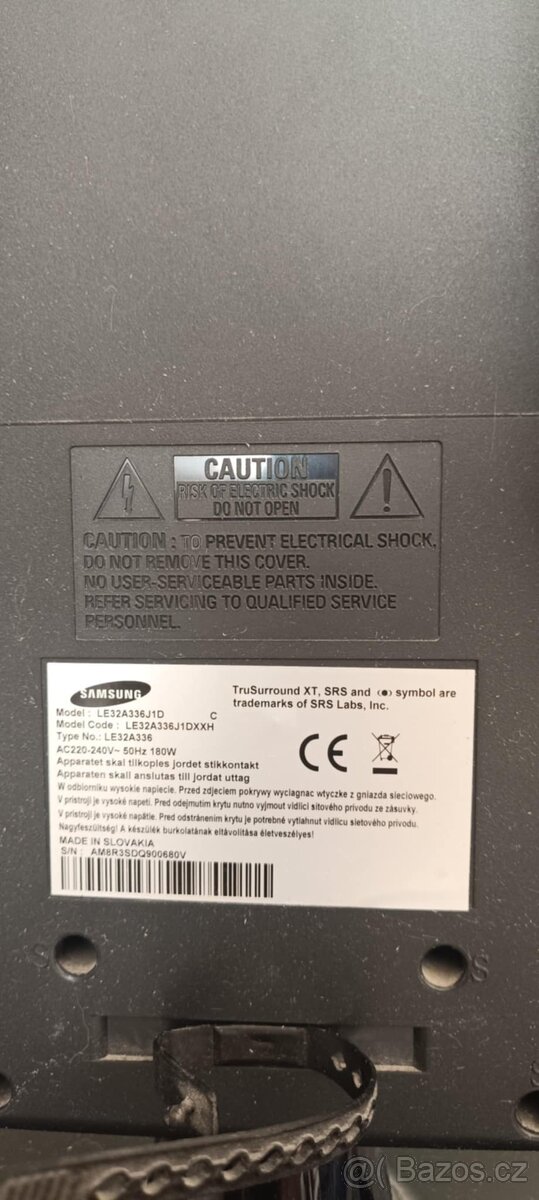 CAUTION
RISK OF ELECTRIC SHOCK
DO NOT OPEN
CAUTION : TO PREVENT ELECTRICAL SHOCK,
DO NOT REMOVE THIS COVER.
NO USER-SERVICEABLE PARTS INSIDE.
REFER SERVICING TO QUALIFIED SERVICE
PERSONNEL.
SAMSUNG
TruSurround XT, SRS and (●) symbol are
trademarks of SRS Labs, Inc.
Model : LE32A336J1D C
Model Code : LE32A336J1DXXH
Type No.: LE32A336
AC220-240V~ 50Hz 180W
CE
Apparatet skal tilkoples jordet stikkontakt
Apparaten skall anslutas till jordat uttag
W odborniku wysokie napiecie. Przed zdjeciem pokrywy wyciagnac wtyczke z gniazda sieciowego.
V prístroji je vysoké napetí. Pred odejmutím krytu nutno vyjmout vidlici sítového privodu ze zásuvky.
V prístroji je vysoké napätie. Pred odstránením krytu je potrebné vytiahnut vidlicu sietového prívodu.
Nagyfeszültség! A készülék burkolatának eltávolítása életveszélyes!
MADE IN SLOVAKIA
S/N : AM8R3SDQ900680V
S
S
Bazos.cz